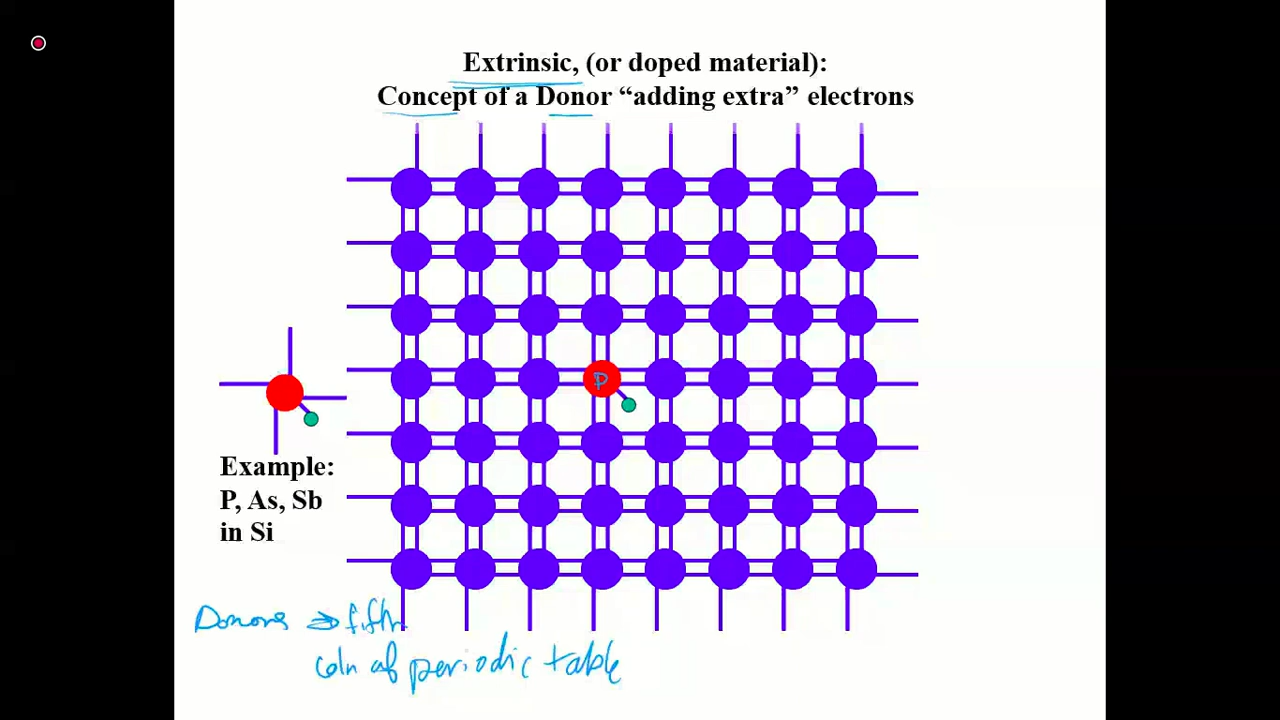 Extrinsic, (or doped material):
Concept of a Donor “adding extra” electrons
P
Example:
P, As, Sb
in Si
Donors → fifth
coln of periodic table